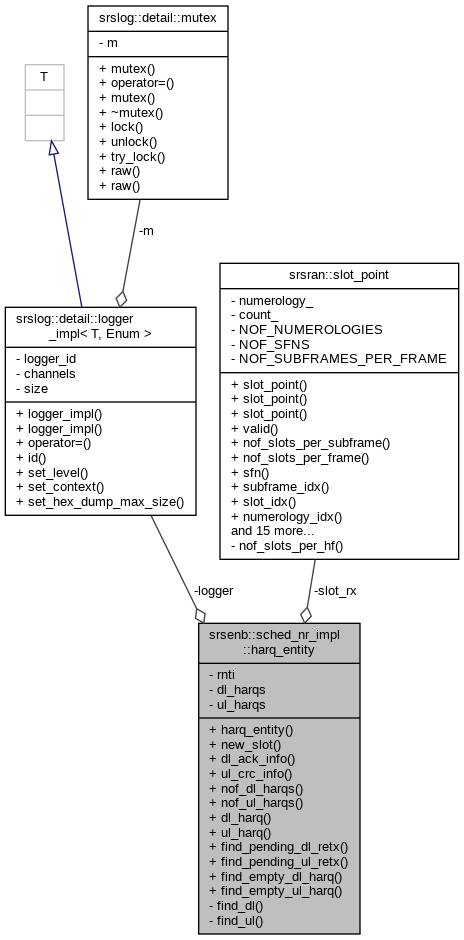 srslog::detail::mutex
- m
+ mutex()
+ operator=()
+ mutex()
+ ~mutex()
+ lock()
+ unlock()
+ try_lock()
+ raw()
+ raw()
T
-m
srslog::detail::logger
_impl< T, Enum >
- logger_id
- channels
- size
+ logger_impl()
+ logger_impl()
+ operator=()
+ id()
+ set_level()
+ set_context()
+ set_hex_dump_max_size()
srsran::slot_point
- numerology_
- count_
- NOF_NUMEROLOGIES
- NOF_SFNS
- NOF_SUBFRAMES_PER_FRAME
+ slot_point()
+ slot_point()
+ slot_point()
+ valid()
+ nof_slots_per_subframe()
+ nof_slots_per_frame()
+ sfn()
+ subframe_idx()
+ slot_idx()
+ numerology_idx()
and 15 more...
- nof_slots_per_hf()
-logger
-slot_rx
srsenb::sched_nr_impl
::harq_entity
- rnti
- dl_harqs
- ul_harqs
+ harq_entity()
+ new_slot()
+ dl_ack_info()
+ ul_crc_info()
+ nof_dl_harqs()
+ nof_ul_harqs()
+ dl_harq()
+ ul_harq()
+ find_pending_dl_retx()
+ find_pending_ul_retx()
+ find_empty_dl_harq()
+ find_empty_ul_harq()
- find_dl()
- find_ul()